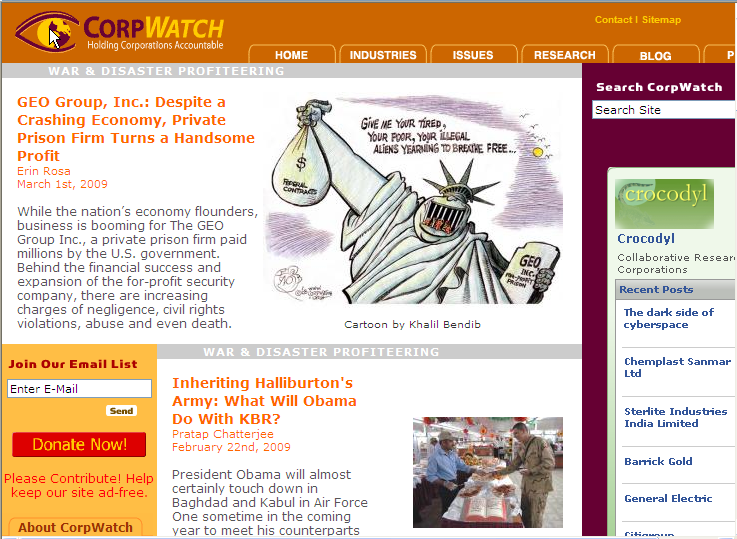 CORPWATCH
Holding Corporations Accountable
Contact | Sitemap
HOME
INDUSTRIES
ISSUES
RESEARCH
BLOG
P
WAR & DISASTER PROFITEERING
GEO Group, Inc.: Despite a
Crashing Economy, Private
Prison Firm Turns a Handsome
Profit
Erin Rosa
March 1st, 2009
While the nation's economy flounders,
business is booming for The GEO
Group Inc., a private prison firm paid
millions by the U.S. government.
Behind the financial success and
expansion of the for-profit security
company, there are increasing
charges of negligence, civil rights
violations, abuse and even death.
GIVE ME YOUR TIRED,
YOUR POOR, YOUR ILLEGAL
ALIENS YEARNING TO BREATHE FREE...
$
FEDERAL
CONTRACTS
GEO
INC.
FOR-PROFIT
PRISON
Cartoon by Khalil Bendib
Search CorpWatch
Search Site
crocodyl
Crocodyl
Collaborative Resear
Corporations
Recent Posts
The dark side of
cyberspace
Chemplast Sanmar
Ltd
Sterlite Industries
India Limited
Barrick Gold
General Electric
Citigroup
Join Our Email List
Enter E-Mail
Send
Donate Now!
Please Contribute! Help
keep our site ad-free.
About CorpWatch
WAR & DISASTER PROFITEERING
Inheriting Halliburton's
Army: What Will Obama
Do With KBR?
Pratap Chatterjee
February 22nd, 2009
President Obama will almost
certainly touch down in
Baghdad and Kabul in Air Force
One sometime in the coming
year to meet his counterparts